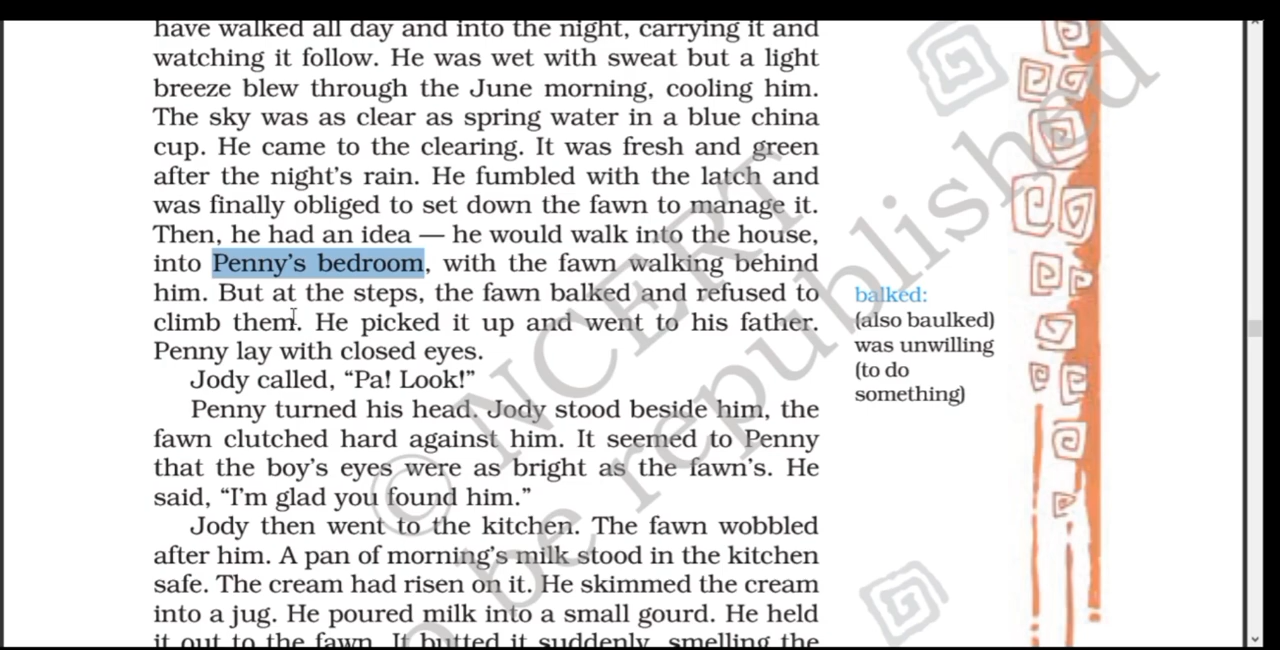 have walked all day and into the night, carrying it and
watching it follow. He was wet with sweat but a light
breeze blew through the June morning, cooling him.
The sky was as clear as spring water in a blue china
cup. He came to the clearing. It was fresh and green
after the night's rain. He fumbled with the latch and
was finally obliged to set down the fawn to manage it.
Then, he had an idea — he would walk into the house,
into Penny's bedroom, with the fawn walking behind
him. But at the steps, the fawn balked and refused to
climb them. He picked it up and went to his father.
Penny lay with closed eyes.
Jody called, “Pa! Look!”
Penny turned his head. Jody stood beside him, the
fawn clutched hard against him. It seemed to Penny
that the boy's eyes were as bright as the fawn's. He
said, “I'm glad you found him.”
Jody then went to the kitchen. The fawn wobbled
after him. A pan of morning's milk stood in the kitchen
safe. The cream had risen on it. He skimmed the cream
into a jug. He poured milk into a small gourd. He held
it out to the fawn. It butted it suddenly, smelling the
balked:
(also baulked)
was unwilling
(to do
something)
© NCERT
o be republished